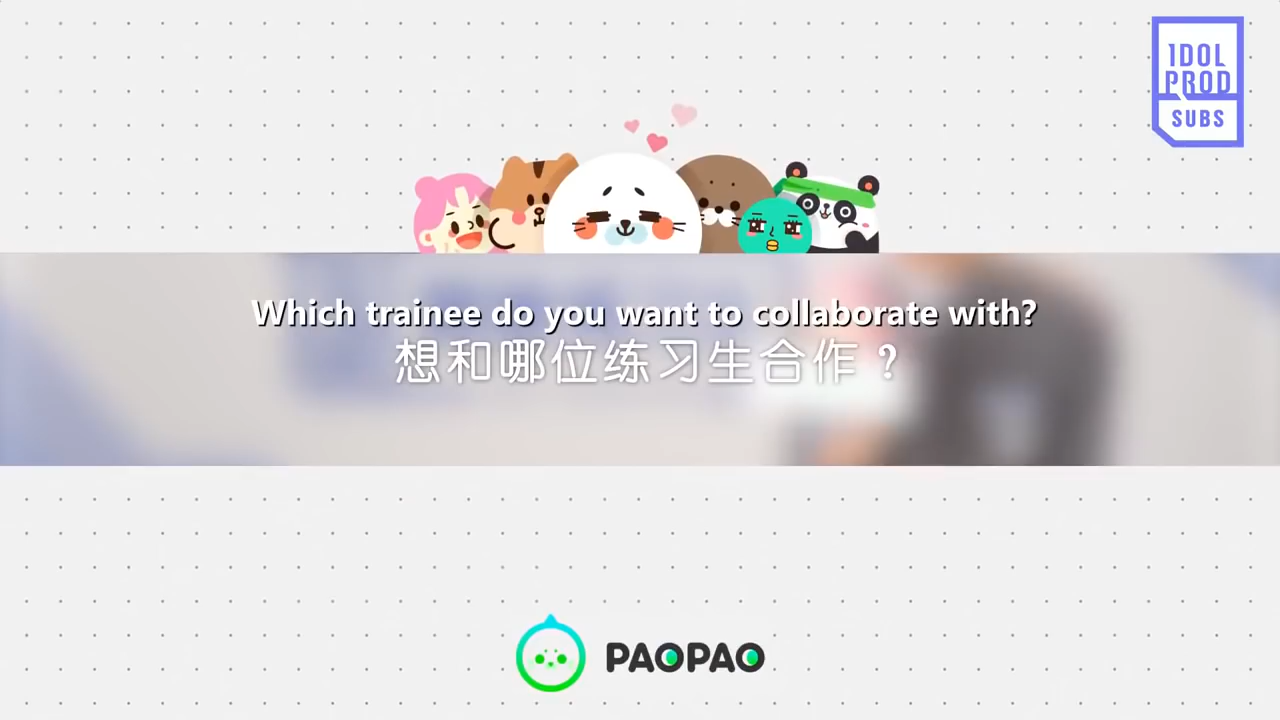 IDOL
PROD
SUBS
Which trainee do you want to collaborate with?
想和哪位练习生合作？
PAOPAO